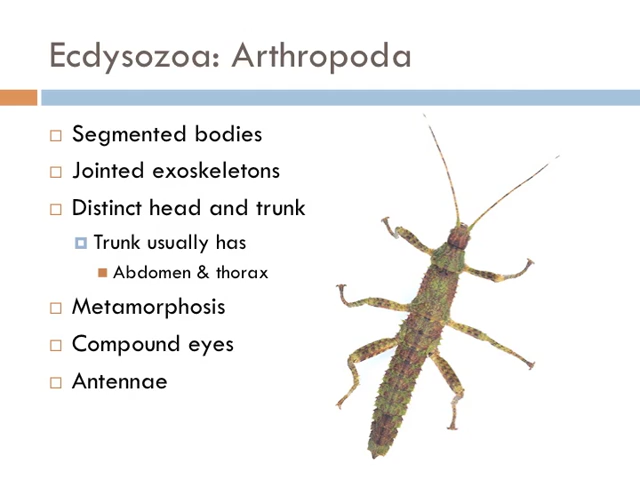 Ecdysozoa: Arthropoda
Segmented bodies
Jointed exoskeletons
Distinct head and trunk
Trunk usually has
Abdomen & thorax
Metamorphosis
Compound eyes
Antennae